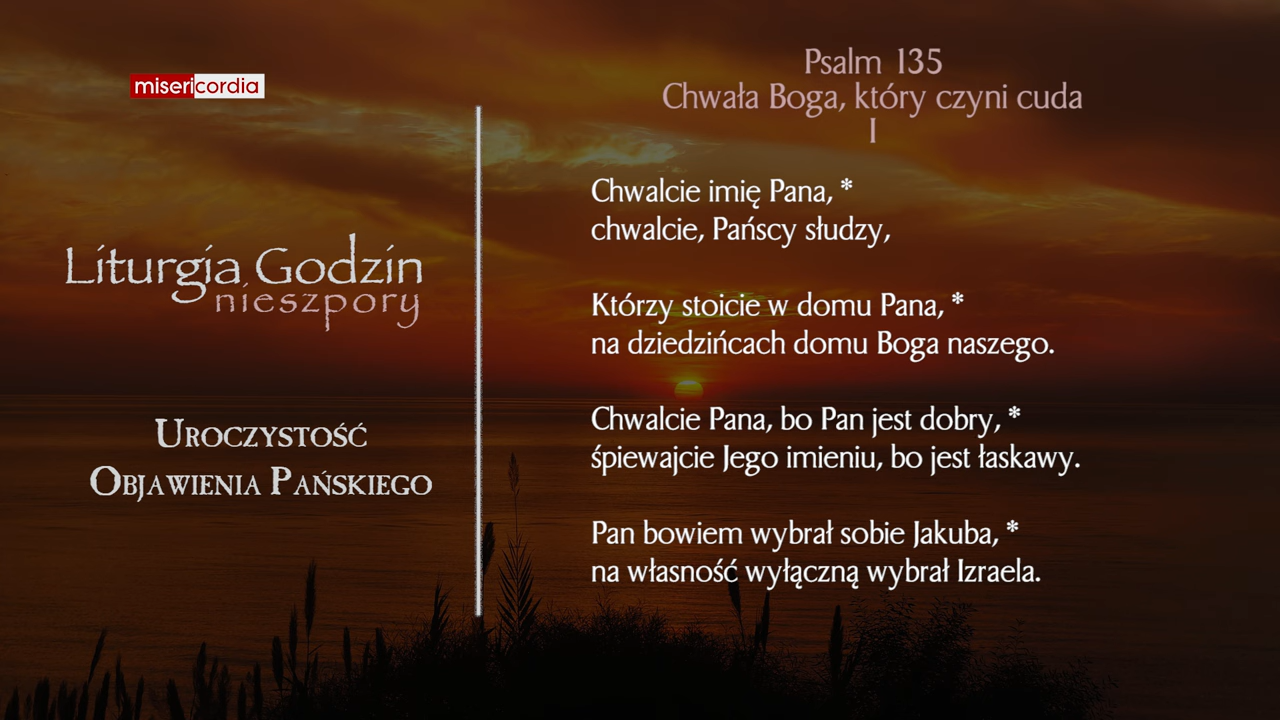 misericordia
Liturgia Godzin
nieszpory
Uroczystość
Objawienia Pańskiego
Psalm 135
Chwała Boga, który czyni cuda
I
Chwalcie imię Pana, *
chwalcie, Pańscy słudzy,
Którzy stoicie w domu Pana, *
na dziedzińcach domu Boga naszego.
Chwalcie Pana, bo Pan jest dobry, *
śpiewajcie Jego imieniu, bo jest łaskawy.
Pan bowiem wybrał sobie Jakuba, *
na własność wyłączną wybrał Izraela.